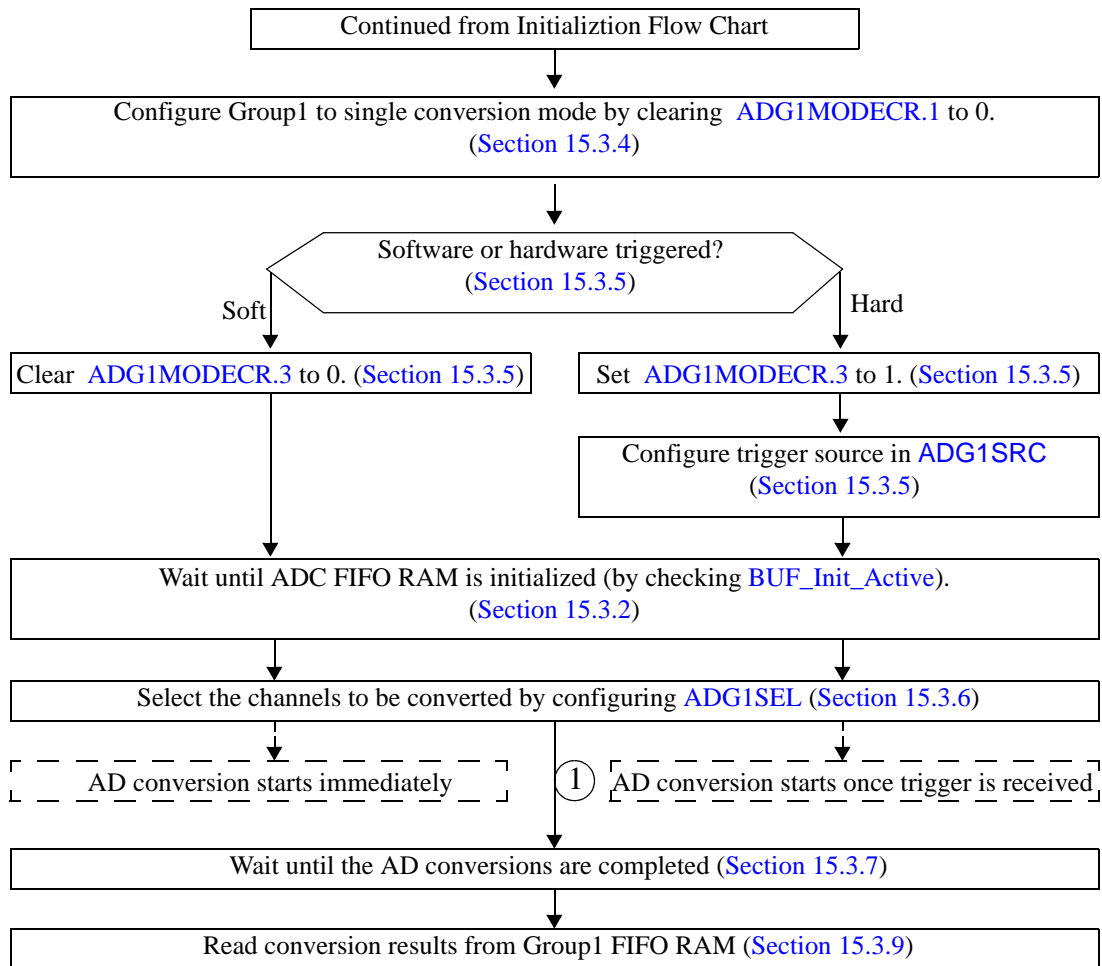 Continued from Initializtion Flow Chart
Configure Group1 to single conversion mode by clearing ADG1MODECR.1 to 0.
(Section 15.3.4)
Software or hardware triggered?
(Section 15.3.5)
Soft
Hard
Clear ADG1MODECR.3 to 0. (Section 15.3.5)
Set ADG1MODECR.3 to 1. (Section 15.3.5)
Configure trigger source in ADG1SRC
(Section 15.3.5)
Wait until ADC FIFO RAM is initialized (by checking BUF_Init_Active).
(Section 15.3.2)
Select the channels to be converted by configuring ADG1SEL (Section 15.3.6)
AD conversion starts immediately
1
AD conversion starts once trigger is received
Wait until the AD conversions are completed (Section 15.3.7)
Read conversion results from Group1 FIFO RAM (Section 15.3.9)